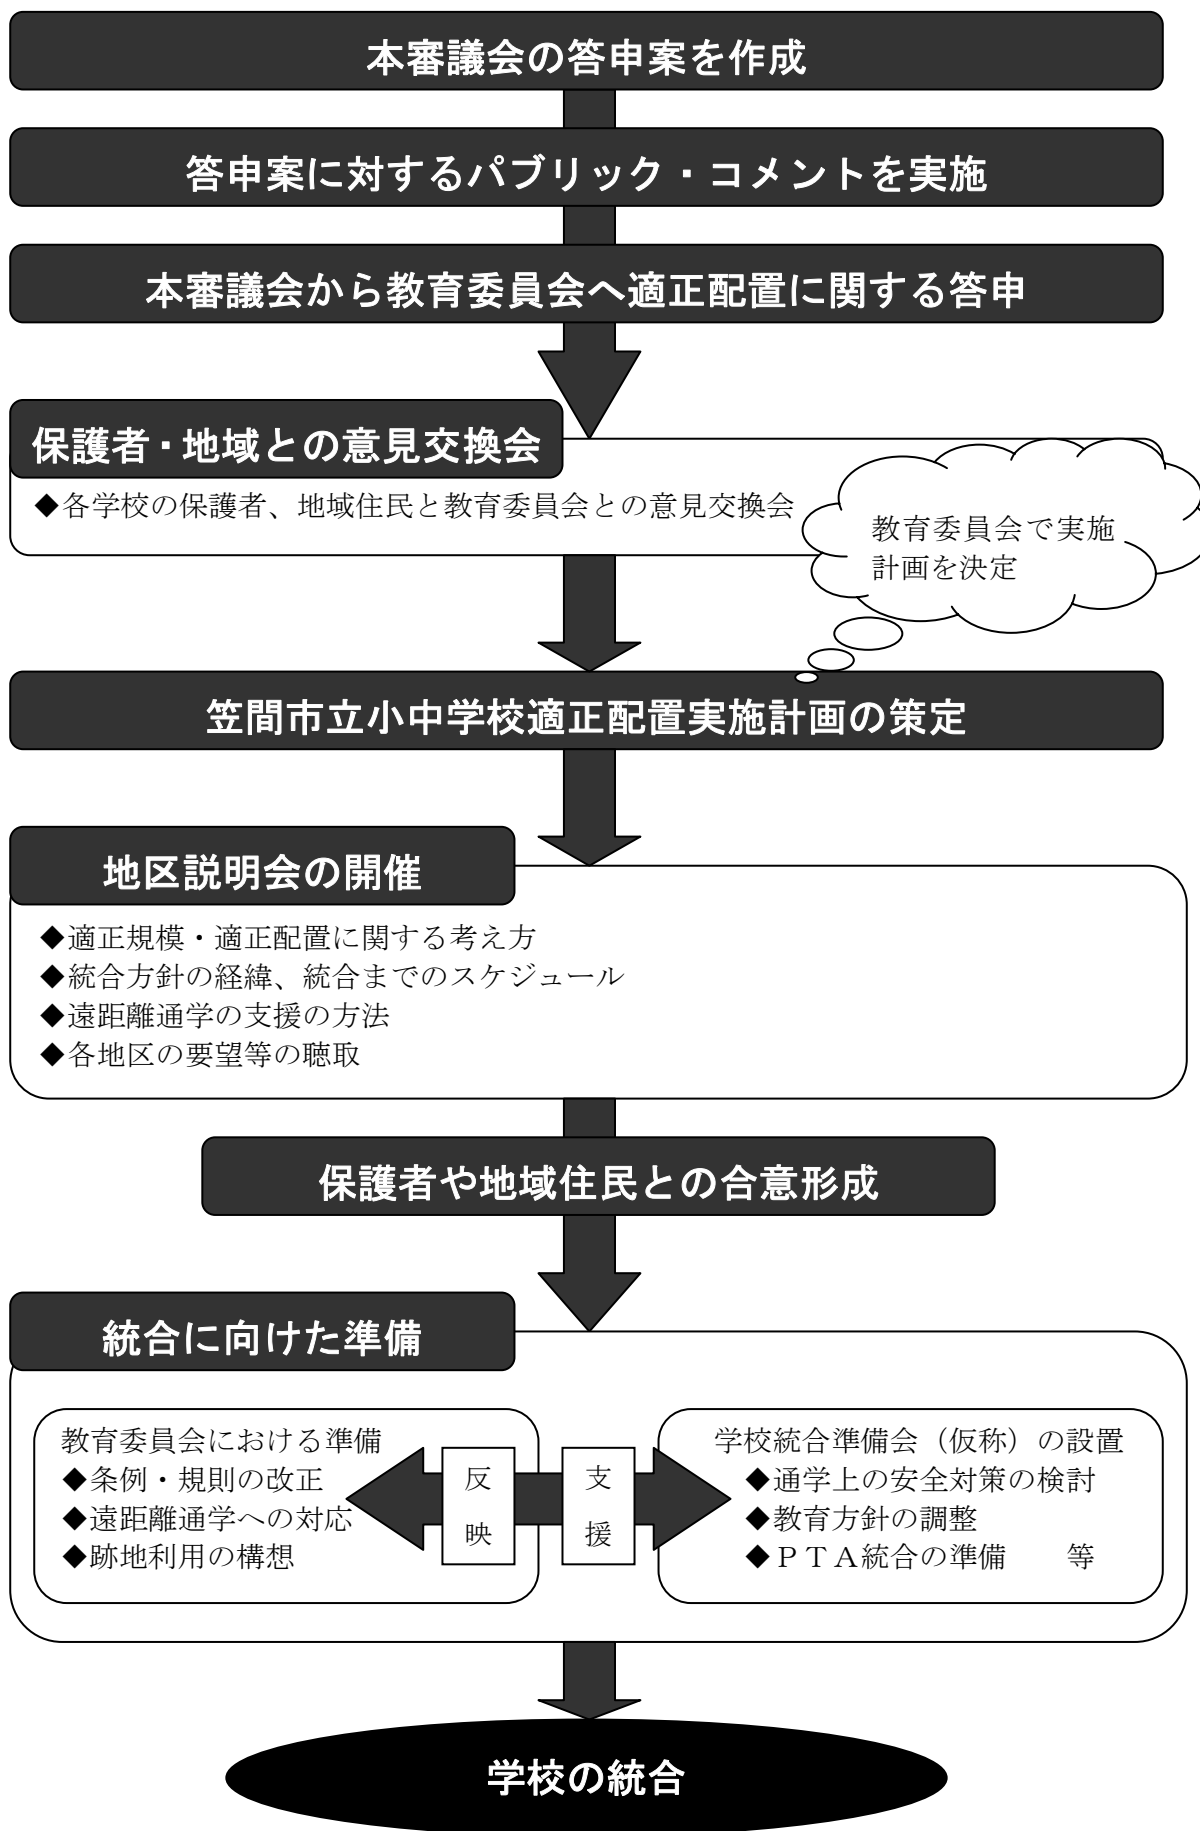 本審議会の答申案を作成
答申案に対するパブリック・コメントを実施
本審議会から教育委員会へ適正配置に関する答申
保護者・地域との意見交換会
◆各学校の保護者、地域住民と教育委員会との意見交換会
教育委員会で実施
計画を決定
笠間市立小中学校適正配置実施計画の策定
地区説明会の開催
◆適正規模・適正配置に関する考え方
◆統合方針の経緯、統合までのスケジュール
◆遠距離通学の支援の方法
◆各地区の要望等の聴取
保護者や地域住民との合意形成
統合に向けた準備
教育委員会における準備
◆条例・規則の改正
◆遠距離通学への対応
◆跡地利用の構想
反
映
支
援
学校統合準備会（仮称）の設置
◆通学上の安全対策の検討
◆教育方針の調整
◆ＰＴＡ統合の準備　　等
学校の統合